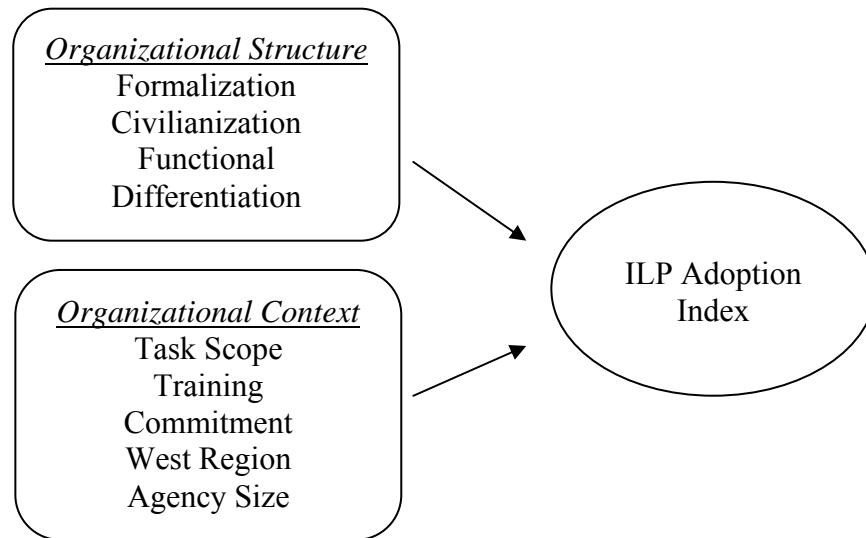 Organizational Structure
Formalization
Civilianization
Functional
Differentiation
Organizational Context
Task Scope
Training
Commitment
West Region
Agency Size
ILP Adoption
Index